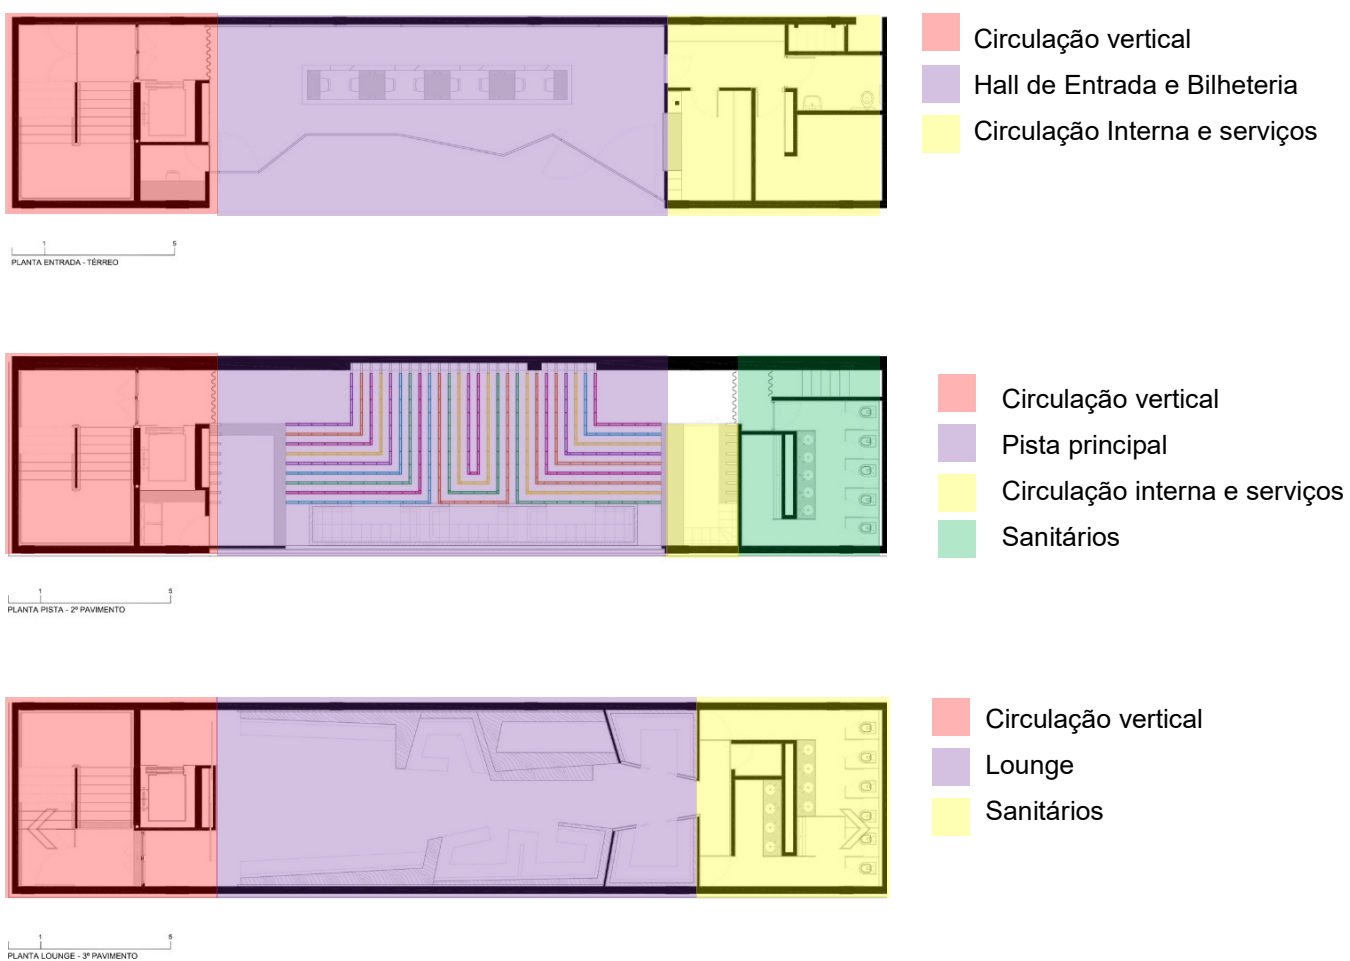 Circulação vertical
Hall de Entrada e Bilheteria
Circulação Interna e serviços
1 5
PLANTA ENTRADA - TÉRREO
Circulação vertical
Pista principal
Circulação interna e serviços
Sanitários
1 5
PLANTA PISTA - 2º PAVIMENTO
Circulação vertical
Lounge
Sanitários
1 5
PLANTA LOUNGE - 3º PAVIMENTO